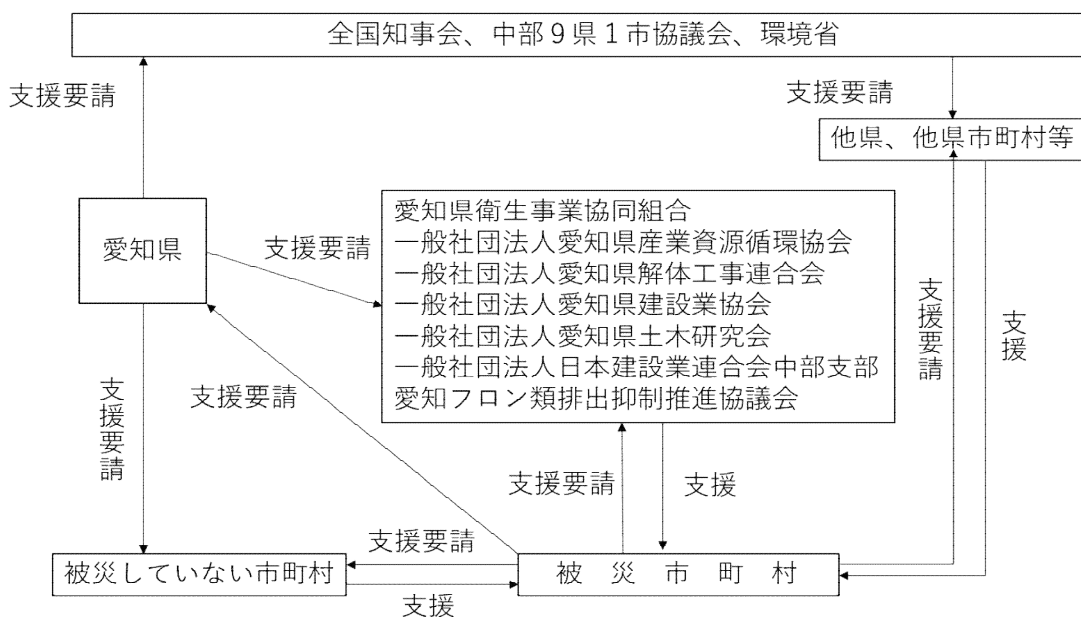 全国知事会、中部９県１市協議会、環境省
支援要請
支援要請
他県、他県市町村等
愛知県
支援要請
愛知県衛生事業協同組合
一般社団法人愛知県産業資源循環協会
一般社団法人愛知県解体工事連合会
一般社団法人愛知県建設業協会
一般社団法人愛知県土木研究会
一般社団法人日本建設業連合会中部支部
愛知フロン類排出抑制推進協議会
支援要請
支援
支援要請
支援要請
支援要請
支援
支援要請
被災していない市町村
支援
被　災　市　町　村